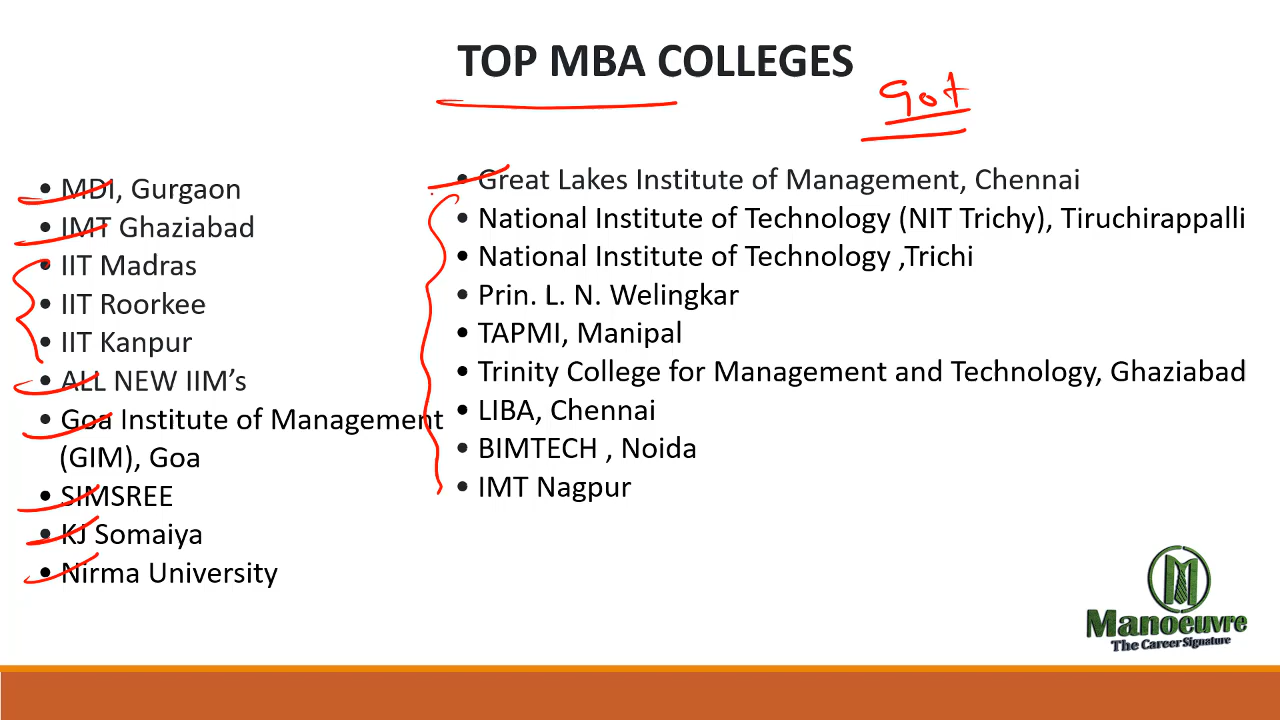 TOP MBA COLLEGES
Got
• MDI, Gurgaon
• IMT Ghaziabad
• IIT Madras
• IIT Roorkee
• IIT Kanpur
• ALL NEW IIM’s
• Goa Institute of Management
(GIM), Goa
• SIMSREE
• KJ Somaiya
• Nirma University
• Great Lakes Institute of Management, Chennai
• National Institute of Technology (NIT Trichy), Tiruchirappalli
• National Institute of Technology ,Trichi
• Prin. L. N. Welingkar
• TAPMI, Manipal
• Trinity College for Management and Technology, Ghaziabad
• LIBA, Chennai
• BIMTECH , Noida
• IMT Nagpur
M
Manoeuvre
The Career Signature